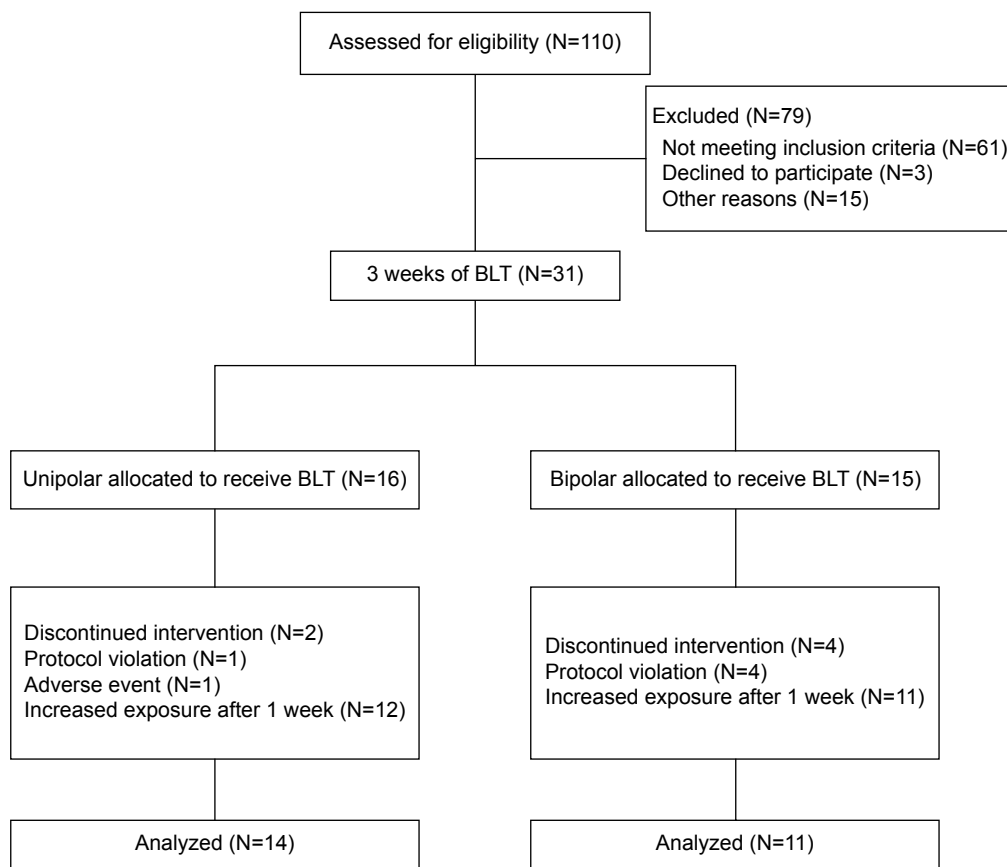 Assessed for eligibility (N=110)
Excluded (N=79)
Not meeting inclusion criteria (N=61)
Declined to participate (N=3)
Other reasons (N=15)
3 weeks of BLT (N=31)
Unipolar allocated to receive BLT (N=16)
Bipolar allocated to receive BLT (N=15)
Discontinued intervention (N=2)
Protocol violation (N=1)
Adverse event (N=1)
Increased exposure after 1 week (N=12)
Discontinued intervention (N=4)
Protocol violation (N=4)
Increased exposure after 1 week (N=11)
Analyzed (N=14)
Analyzed (N=11)